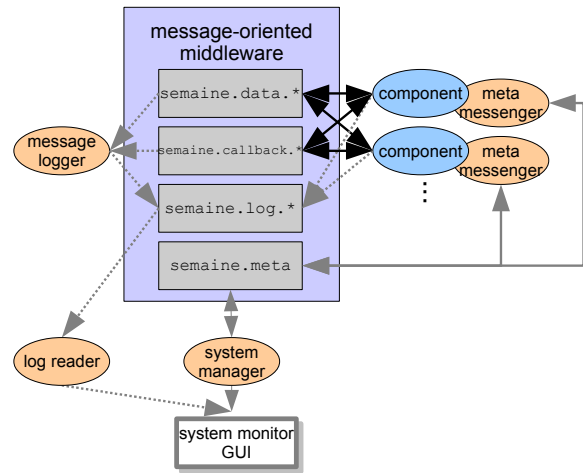 message-oriented
middleware
semaine.data.*
semaine.callback.*
semaine.log.*
semaine.meta
message
logger
component
meta
messenger
component
meta
messenger
log reader
system
manager
system monitor
GUI